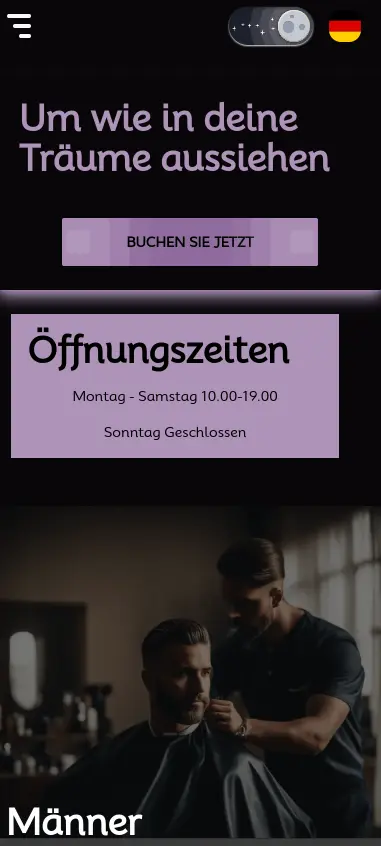 Um wie in deine
Träume aussiehen
BUCHEN SIE JETZT
Öffnungszeiten
Montag - Samstag 10.00-19.00
Sonntag Geschlossen
Männer